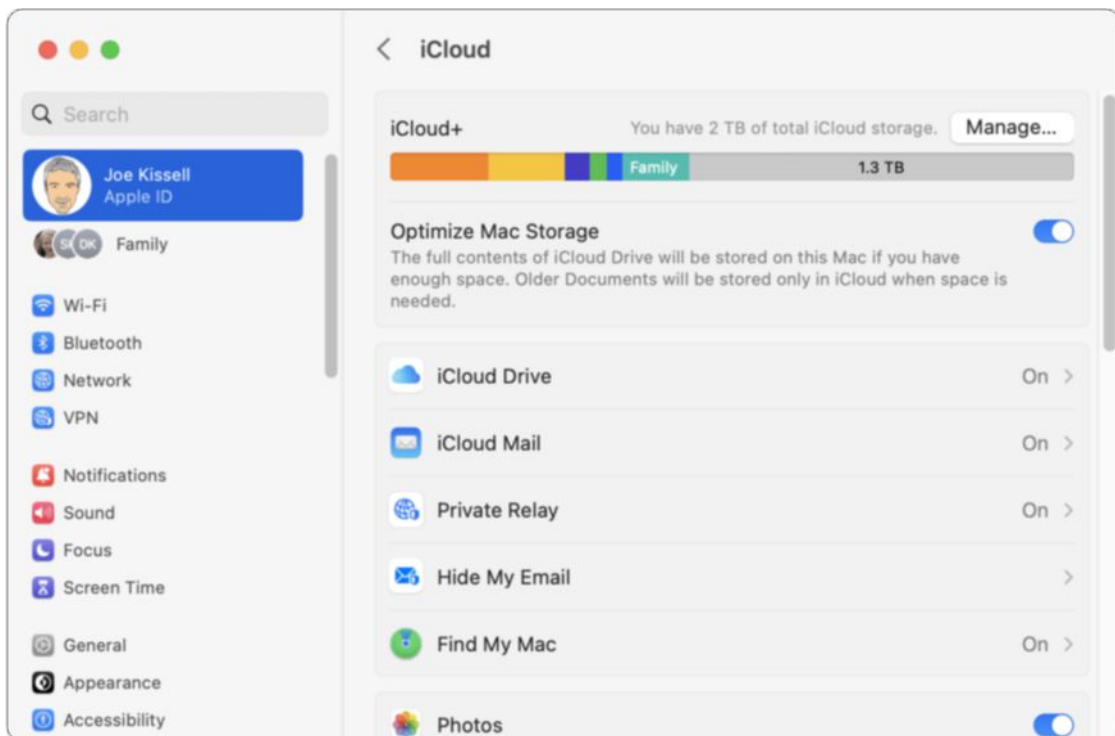 iCloud
Search
Joe Kissell
Apple ID
DK
Family
Wi-Fi
Bluetooth
Network
VPN
Notifications
Sound
Focus
Screen Time
General
Appearance
Accessibility
iCloud+
You have 2 TB of total iCloud storage.
Manage...
Family
1.3 TB
Optimize Mac Storage
The full contents of iCloud Drive will be stored on this Mac if you have
enough space. Older Documents will be stored only in iCloud when space is
needed.
iCloud Drive
On
iCloud Mail
On
Private Relay
On
Hide My Email
Find My Mac
On
Photos